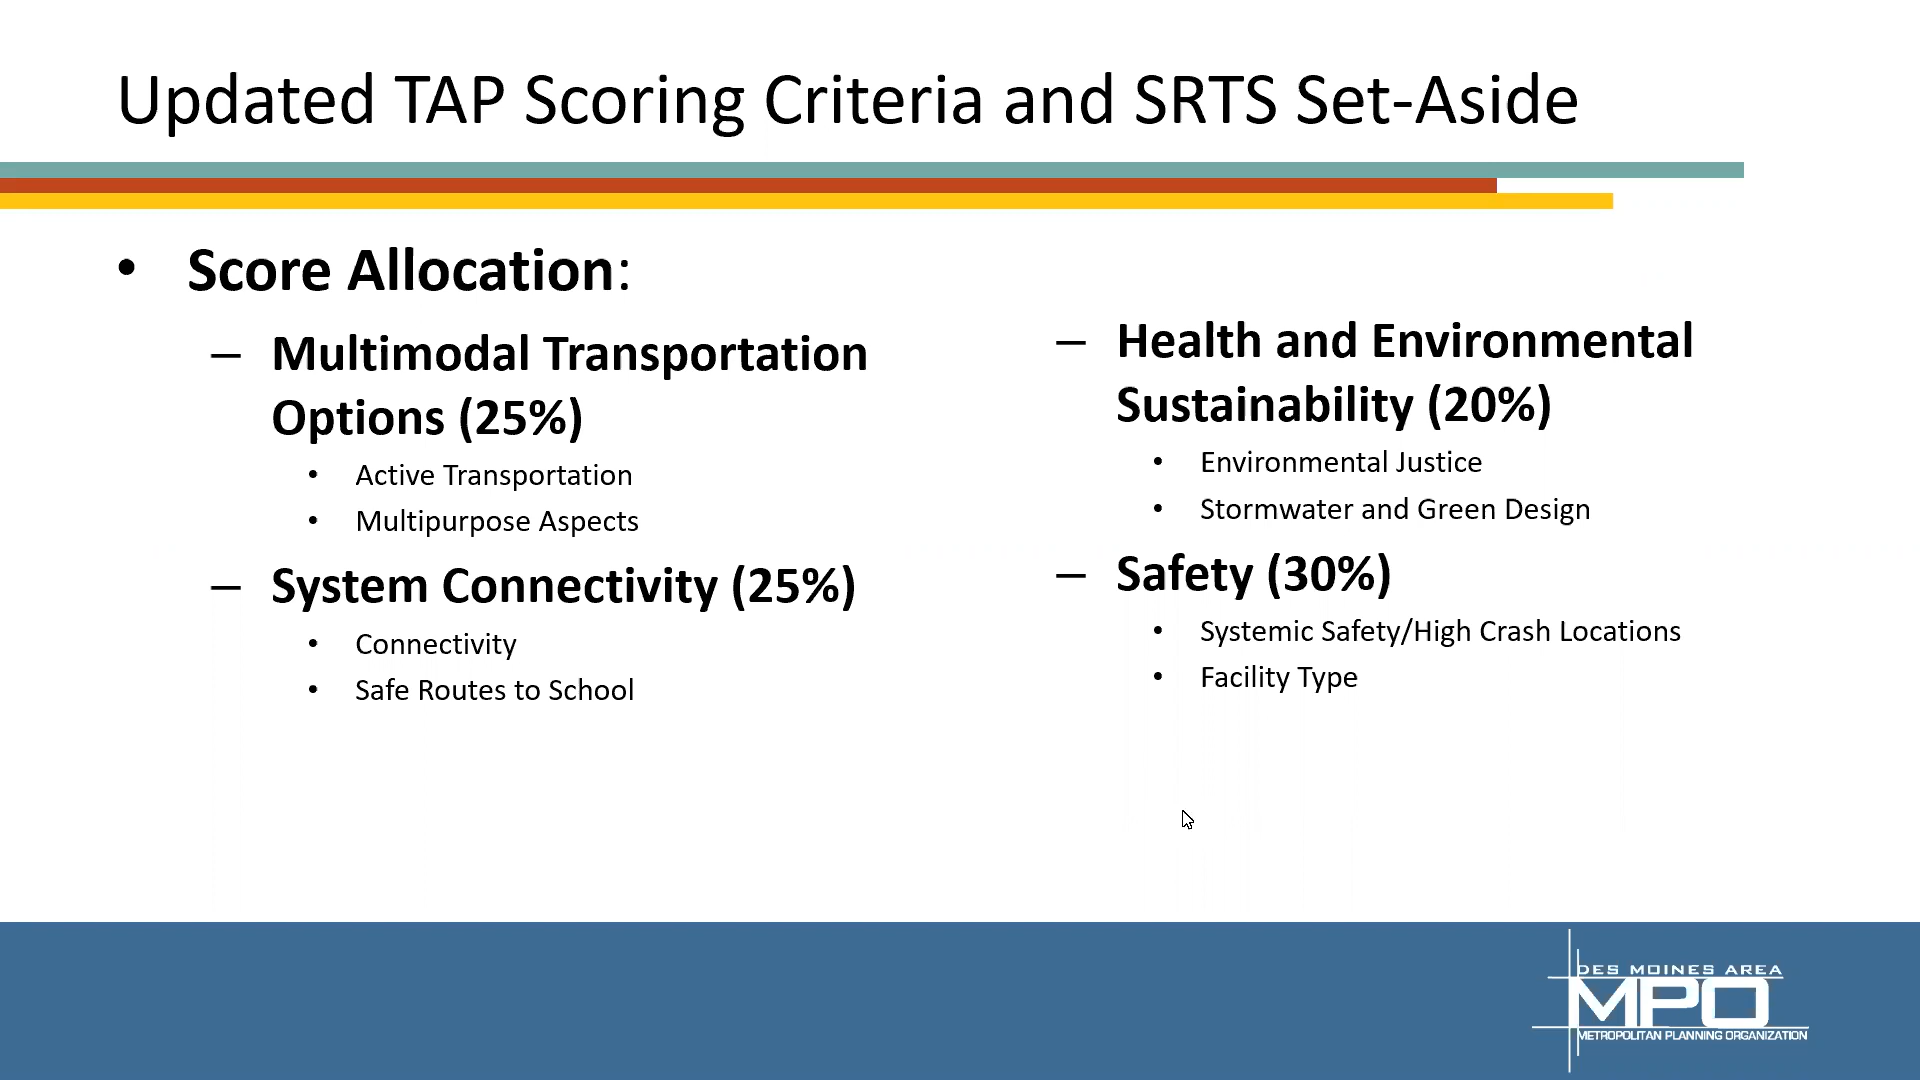 Updated TAP Scoring Criteria and SRTS Set-Aside
• Score Allocation:
– Multimodal Transportation
Options (25%)
• Active Transportation
• Multipurpose Aspects
– System Connectivity (25%)
• Connectivity
• Safe Routes to School
– Health and Environmental
Sustainability (20%)
• Environmental Justice
• Stormwater and Green Design
– Safety (30%)
• Systemic Safety/High Crash Locations
• Facility Type
DES MOINES AREA
MPO
METROPOLITAN PLANNING ORGANIZATION